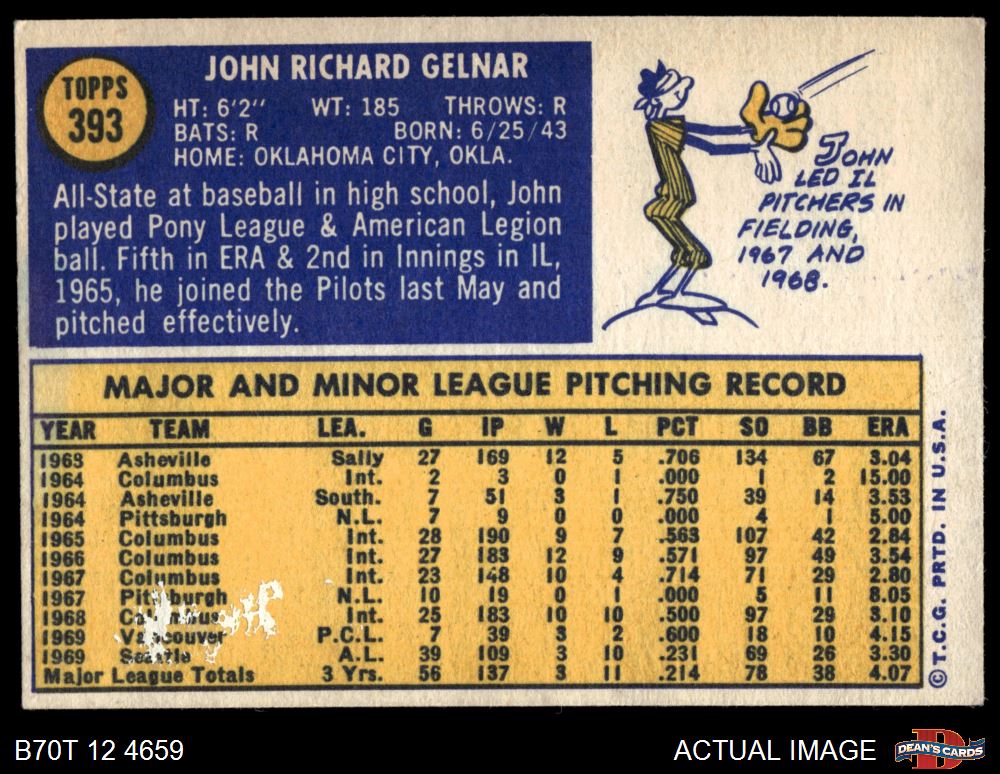 TOPPS
393
JOHN RICHARD GELNAR
HT: 6'2" WT: 185 THROWS: R
BATS: R BORN: 6/25/43
HOME: OKLAHOMA CITY, OKLA.
All-State at baseball in high school, John
played Pony League & American Legion
ball. Fifth in ERA & 2nd in Innings in IL,
1965, he joined the Pilots last May and
pitched effectively.
JOHN
LED IL
PITCHERS IN
FIELDING,
1967 AND
1968.
MAJOR AND MINOR LEAGUE PITCHING RECORD
YEAR TEAM LEA. G IP W L PCT SO BB ERA
1963 Asheville Sally 27 169 12 5 .706 134 67 3.04
1964 Columbus Int. 2 3 0 1 .000 1 2 15.00
1964 Asheville South. 7 51 3 1 .750 39 14 3.53
1964 Pittsburgh N.L. 7 9 0 0 .000 4 1 5.00
1965 Columbus Int. 28 190 9 7 .563 107 42 2.84
1966 Columbus Int. 27 183 12 9 .571 97 49 3.54
1967 Columbus Int. 23 148 10 4 .714 71 29 2.80
1967 Pittsburgh N.L. 10 19 0 1 .000 5 11 8.05
1968 Columbus Int. 25 183 10 10 .500 97 29 3.10
1969 Vancouver P.C.L. 7 39 3 2 .600 18 10 4.15
1969 Seattle A.L. 39 109 3 10 .231 69 26 3.30
Major League Totals 3 Yrs. 56 137 3 11 .214 78 38 4.07
© T.C.G. PRTD. IN U.S.A.
B70T 12 4659
ACTUAL IMAGE
DEAN'S CARDS